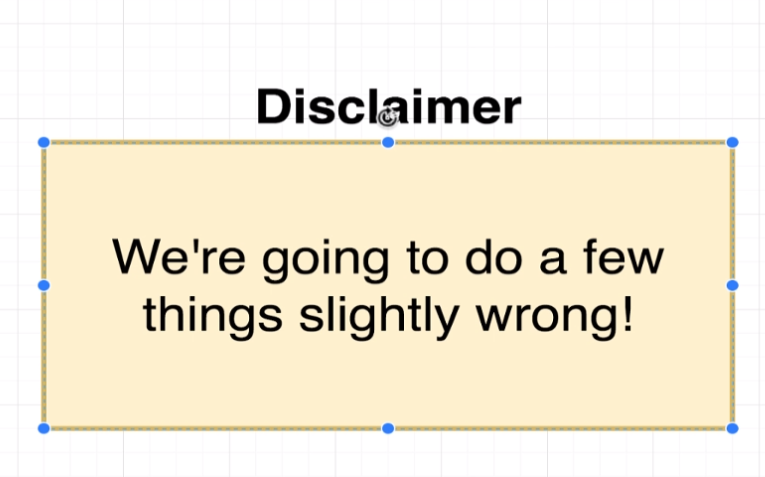 Disclaimer
We're going to do a few
things slightly wrong!